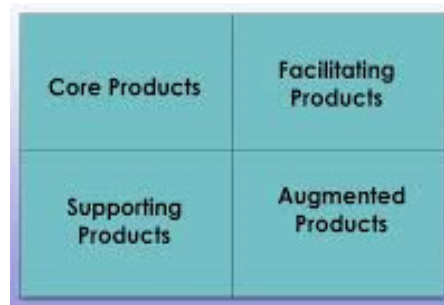 Core Products
Facilitating
Products
Supporting
Products
Augmented
Products